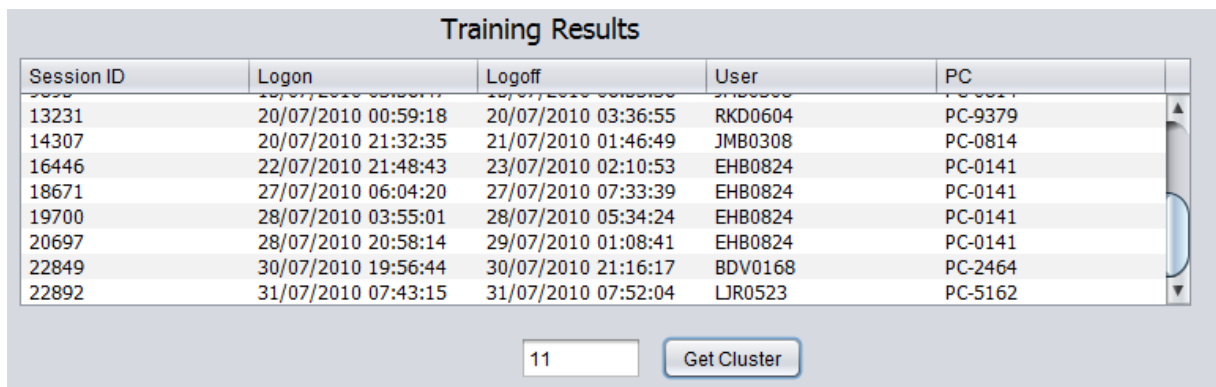 Training Results
Session ID Logon Logoff User PC
13231 20/07/2010 00:59:18 20/07/2010 03:36:55 RKD0604 PC-9379
14307 20/07/2010 21:32:35 21/07/2010 01:46:49 JMB0308 PC-0814
16446 22/07/2010 21:48:43 23/07/2010 02:10:53 EHB0824 PC-0141
18671 27/07/2010 06:04:20 27/07/2010 07:33:39 EHB0824 PC-0141
19700 28/07/2010 03:55:01 28/07/2010 05:34:24 EHB0824 PC-0141
20697 28/07/2010 20:58:14 29/07/2010 01:08:41 EHB0824 PC-0141
22849 30/07/2010 19:56:44 30/07/2010 21:16:17 BDV0168 PC-2464
22892 31/07/2010 07:43:15 31/07/2010 07:52:04 LJR0523 PC-5162
11 Get Cluster